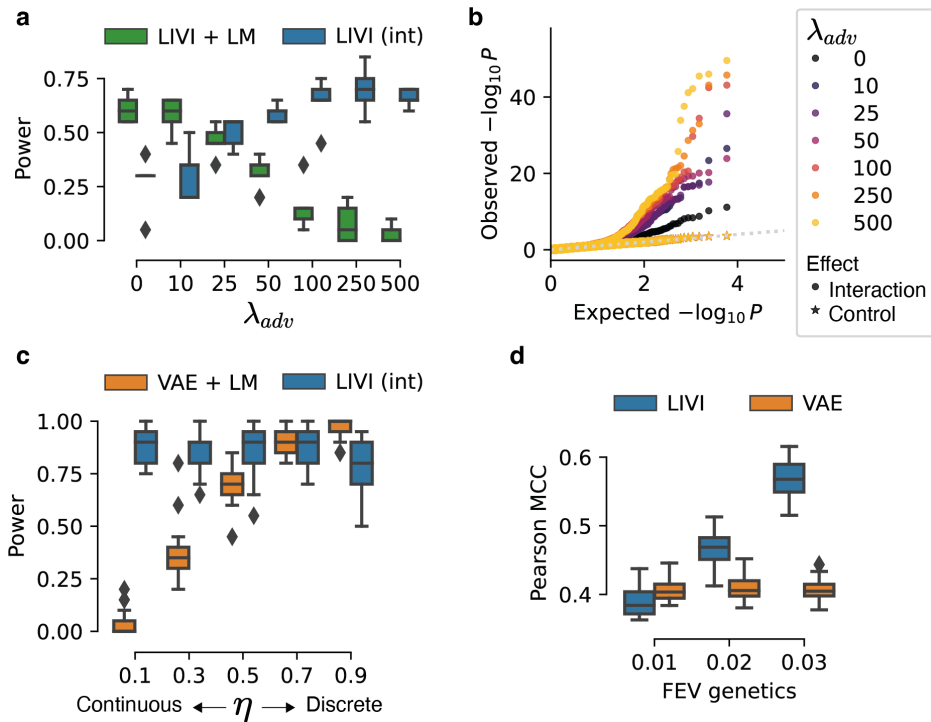 a
LIVI + LM LIVI (int)
Power
0.75
0.50
0.25
0.00
0 10 25 50 100 250 500
λadv
b
Observed −log10 P
40
20
0
0 2 4
Expected −log10 P
λadv
0
10
25
50
100
250
500
Effect
Interaction
Control
c
VAE + LM LIVI (int)
Power
1.00
0.75
0.50
0.25
0.00
0.1 0.3 0.5 0.7 0.9
Continuous ← η → Discrete
d
LIVI VAE
Pearson MCC
0.6
0.5
0.4
0.01 0.02 0.03
FEV genetics